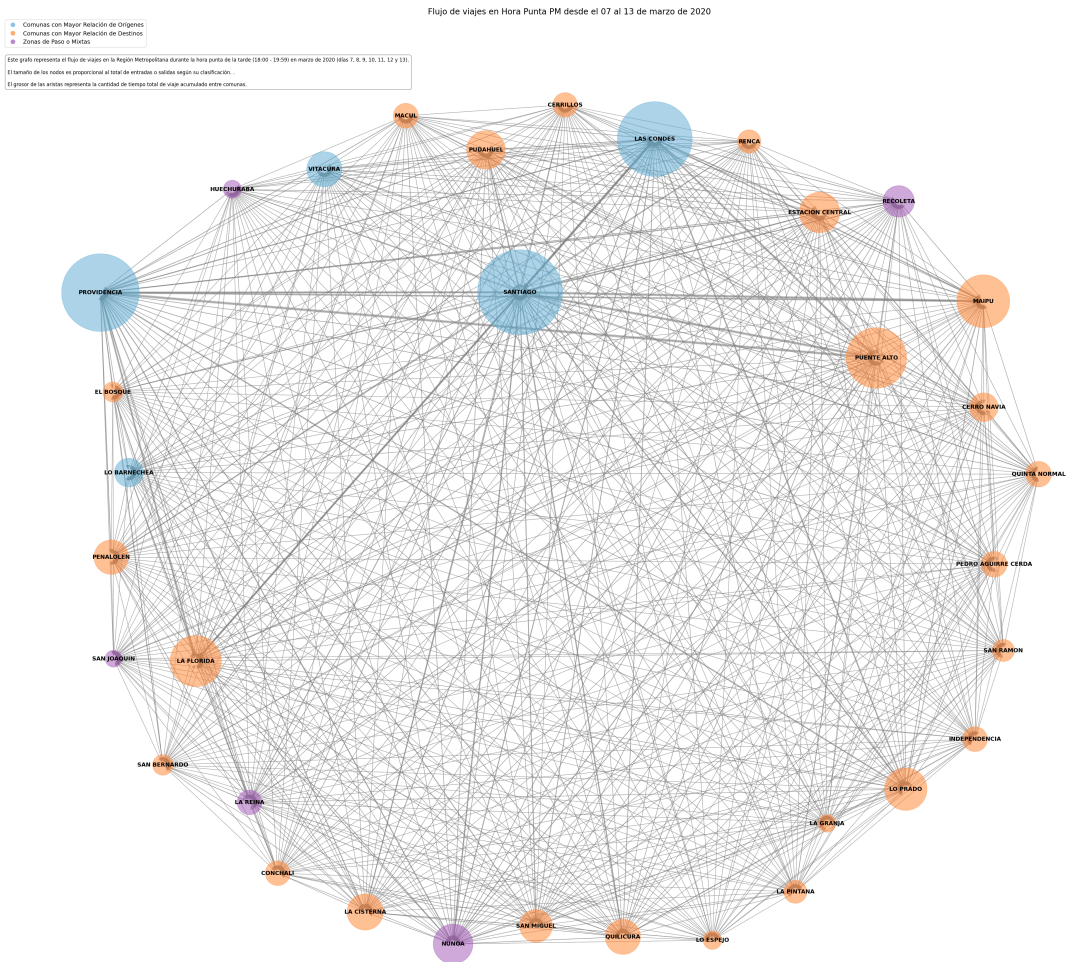 Flujo de viajes en Hora Punta PM desde el 07 al 13 de marzo de 2020
Comunas con Mayor Relación de Orígenes
Comunas con Mayor Relación de Destinos
Zonas de Paso o Mixtas
Este grafo representa el flujo de viajes en la Región Metropolitana durante la hora punta de la tarde (18:00 - 19:59) en marzo de 2020 (días 7, 8, 9, 10, 11, 12 y 13).
El tamaño de los nodos es proporcional al total de entradas o salidas según su clasificación. .
El grosor de las aristas representa la cantidad de tiempo total de viaje acumulado entre comunas.
CERRILLOS
MACUL
LAS CONDES
RENCA
PUDAHUEL
VITACURA
HUECHURABA
RECOLETA
ESTACION CENTRAL
PROVIDENCIA
SANTIAGO
MAIPU
PUENTE ALTO
EL BOSQUE
CERRO NAVIA
LO BARNECHEA
QUINTA NORMAL
PENALOLEN
PEDRO AGUIRRE CERDA
SAN JOAQUIN
LA FLORIDA
SAN RAMON
INDEPENDENCIA
SAN BERNARDO
LO PRADO
LA REINA
LA GRANJA
CONCHALI
LA PINTANA
LA CISTERNA
SAN MIGUEL
QUILICURA
LO ESPEJO
NUNOA